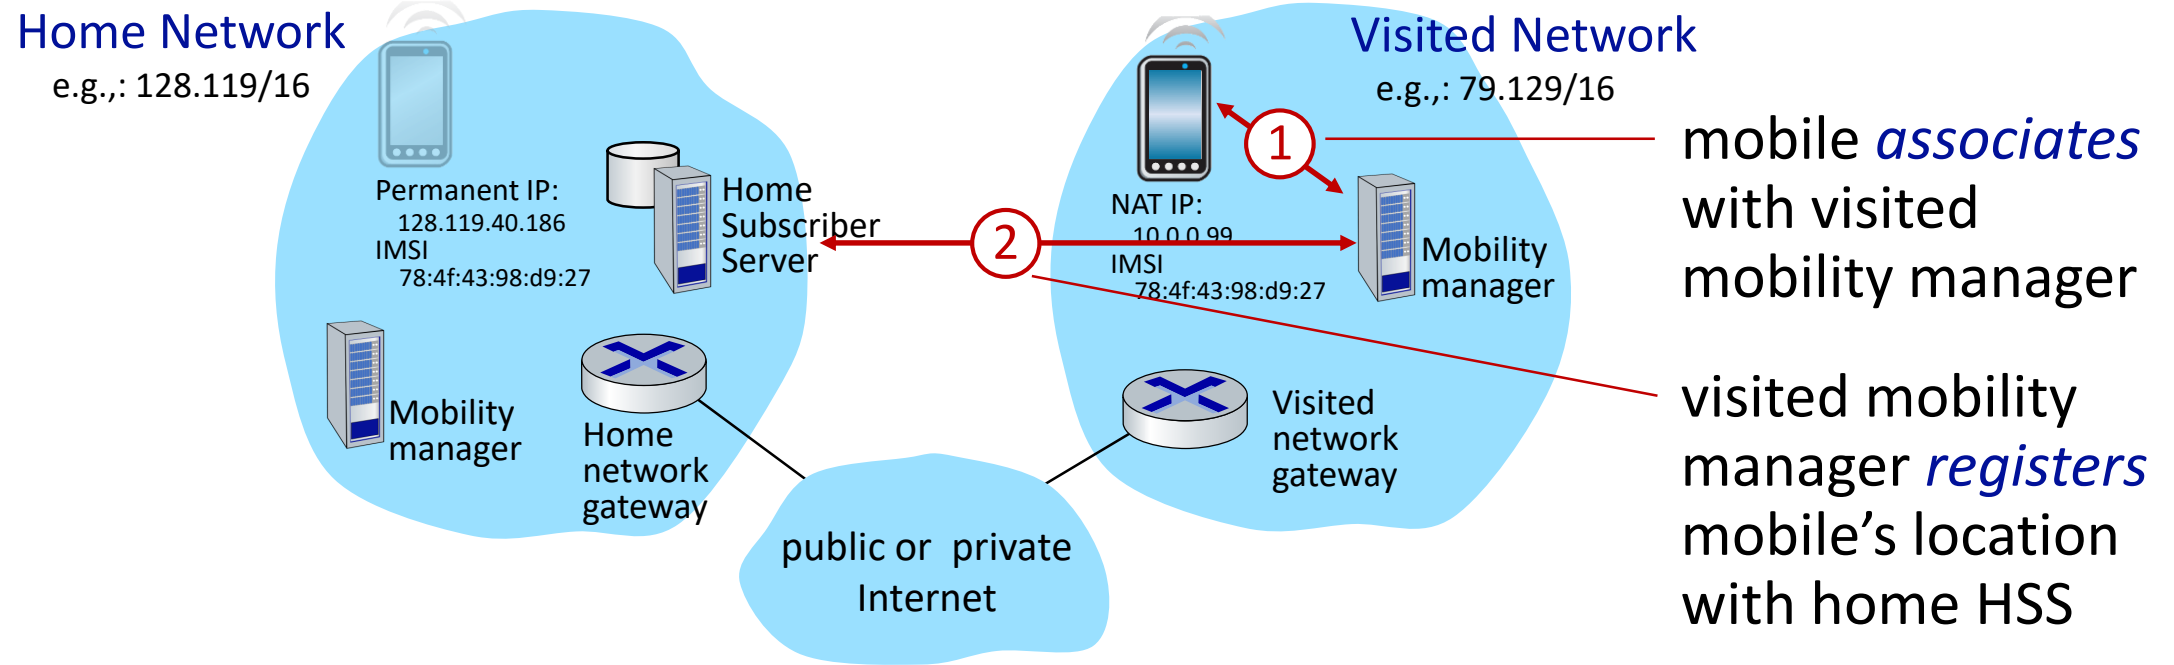 Home Network
e.g.,: 128.119/16
Permanent IP:
128.119.40.186
IMSI
78:4f:43:98:d9:27
Home
Subscriber
Server
Mobility
manager
Home
network
gateway
public or private
Internet
Visited Network
e.g.,: 79.129/16
1
NAT IP:
10.0.0.99
IMSI
78:4f:43:98:d9:27
2
Mobility
manager
Visited
network
gateway
mobile associates
with visited
mobility manager
visited mobility
manager registers
mobile’s location
with home HSS